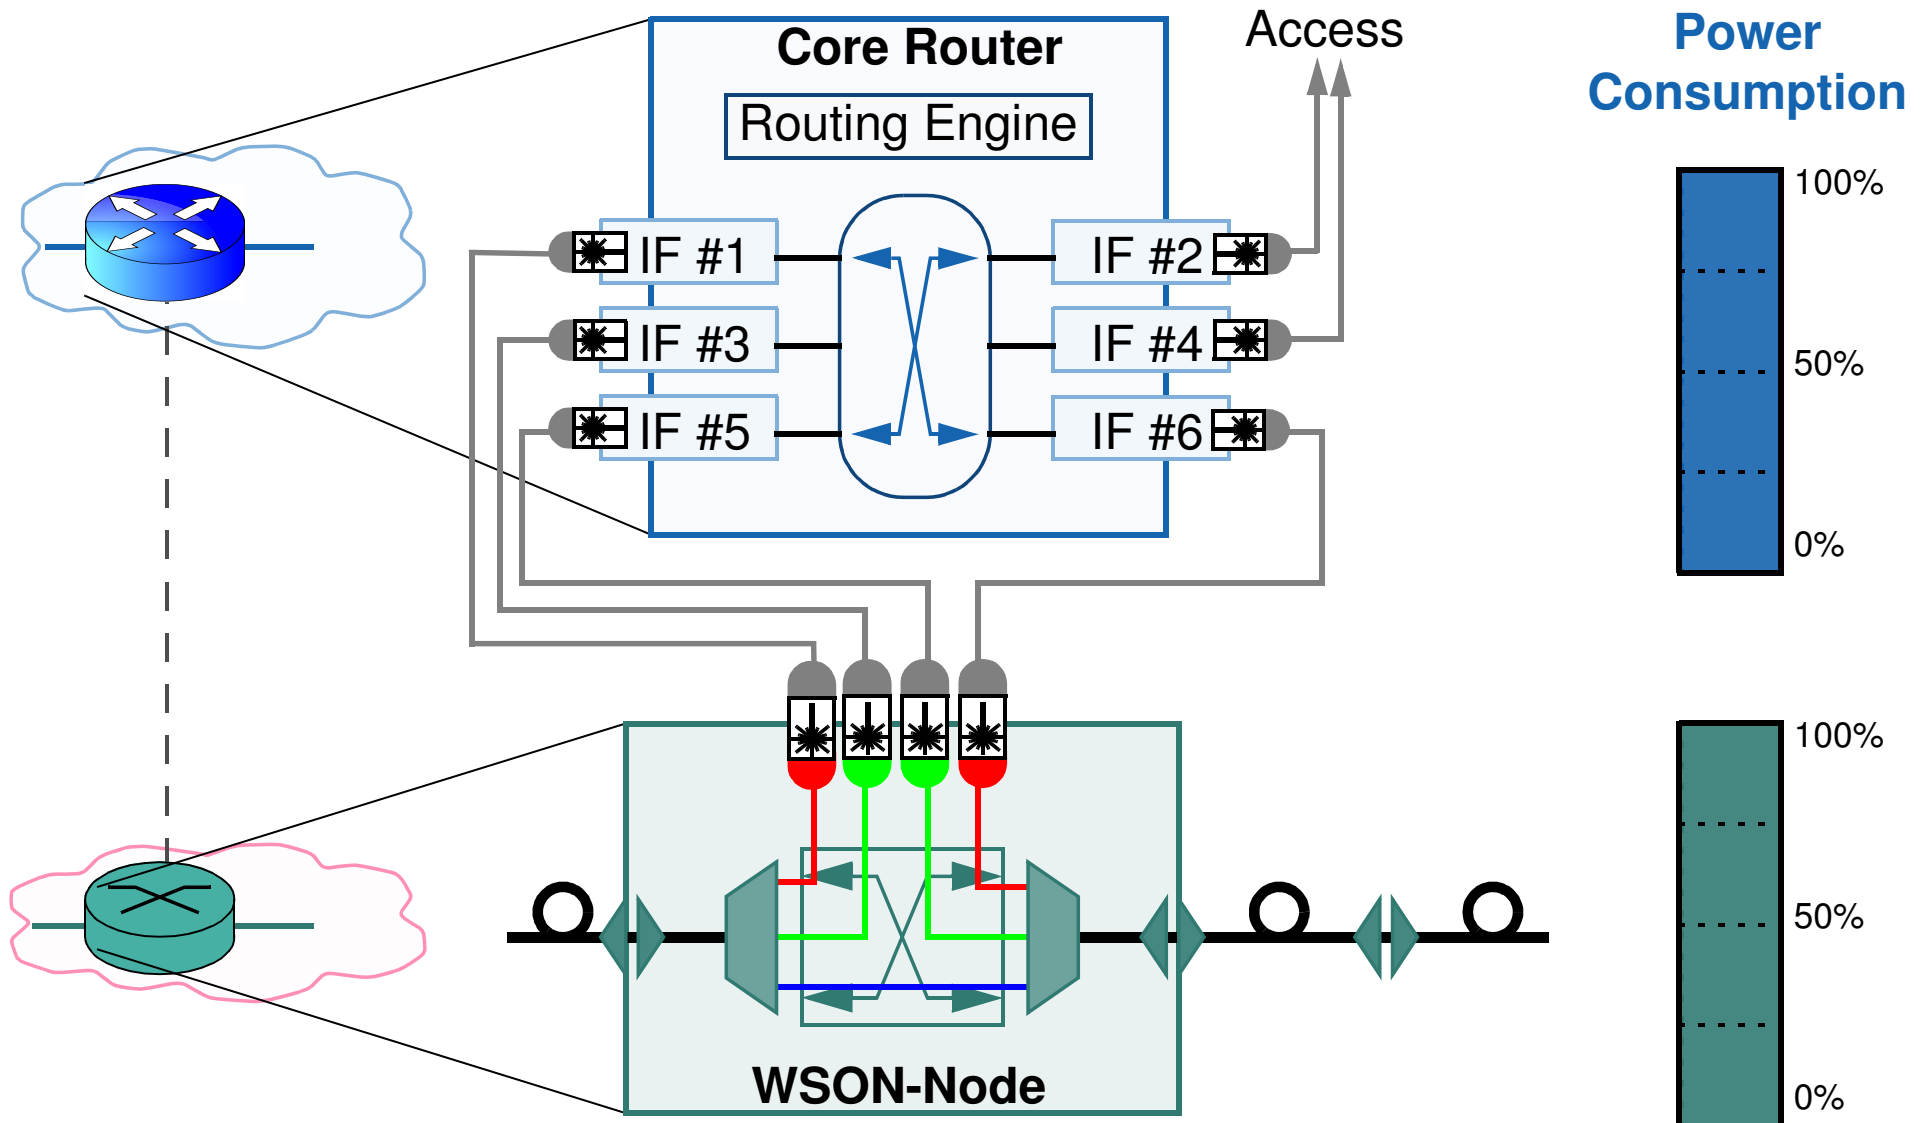 Core Router
Routing Engine
Access
Power
Consumption
IF #1
IF #2
IF #3
IF #4
IF #5
IF #6
100%
50%
0%
100%
50%
0%
WSON-Node